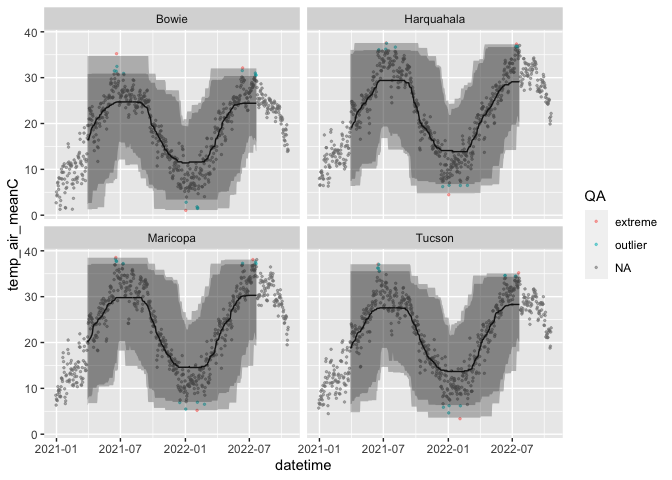 Bowie
Harquahala
40
30
20
10
0
Maricopa
Tucson
40
30
20
10
0
temp_air_meanC
2021-01 2021-07 2022-01 2022-07
2021-01 2021-07 2022-01 2022-07
datetime
QA
extreme
outlier
NA